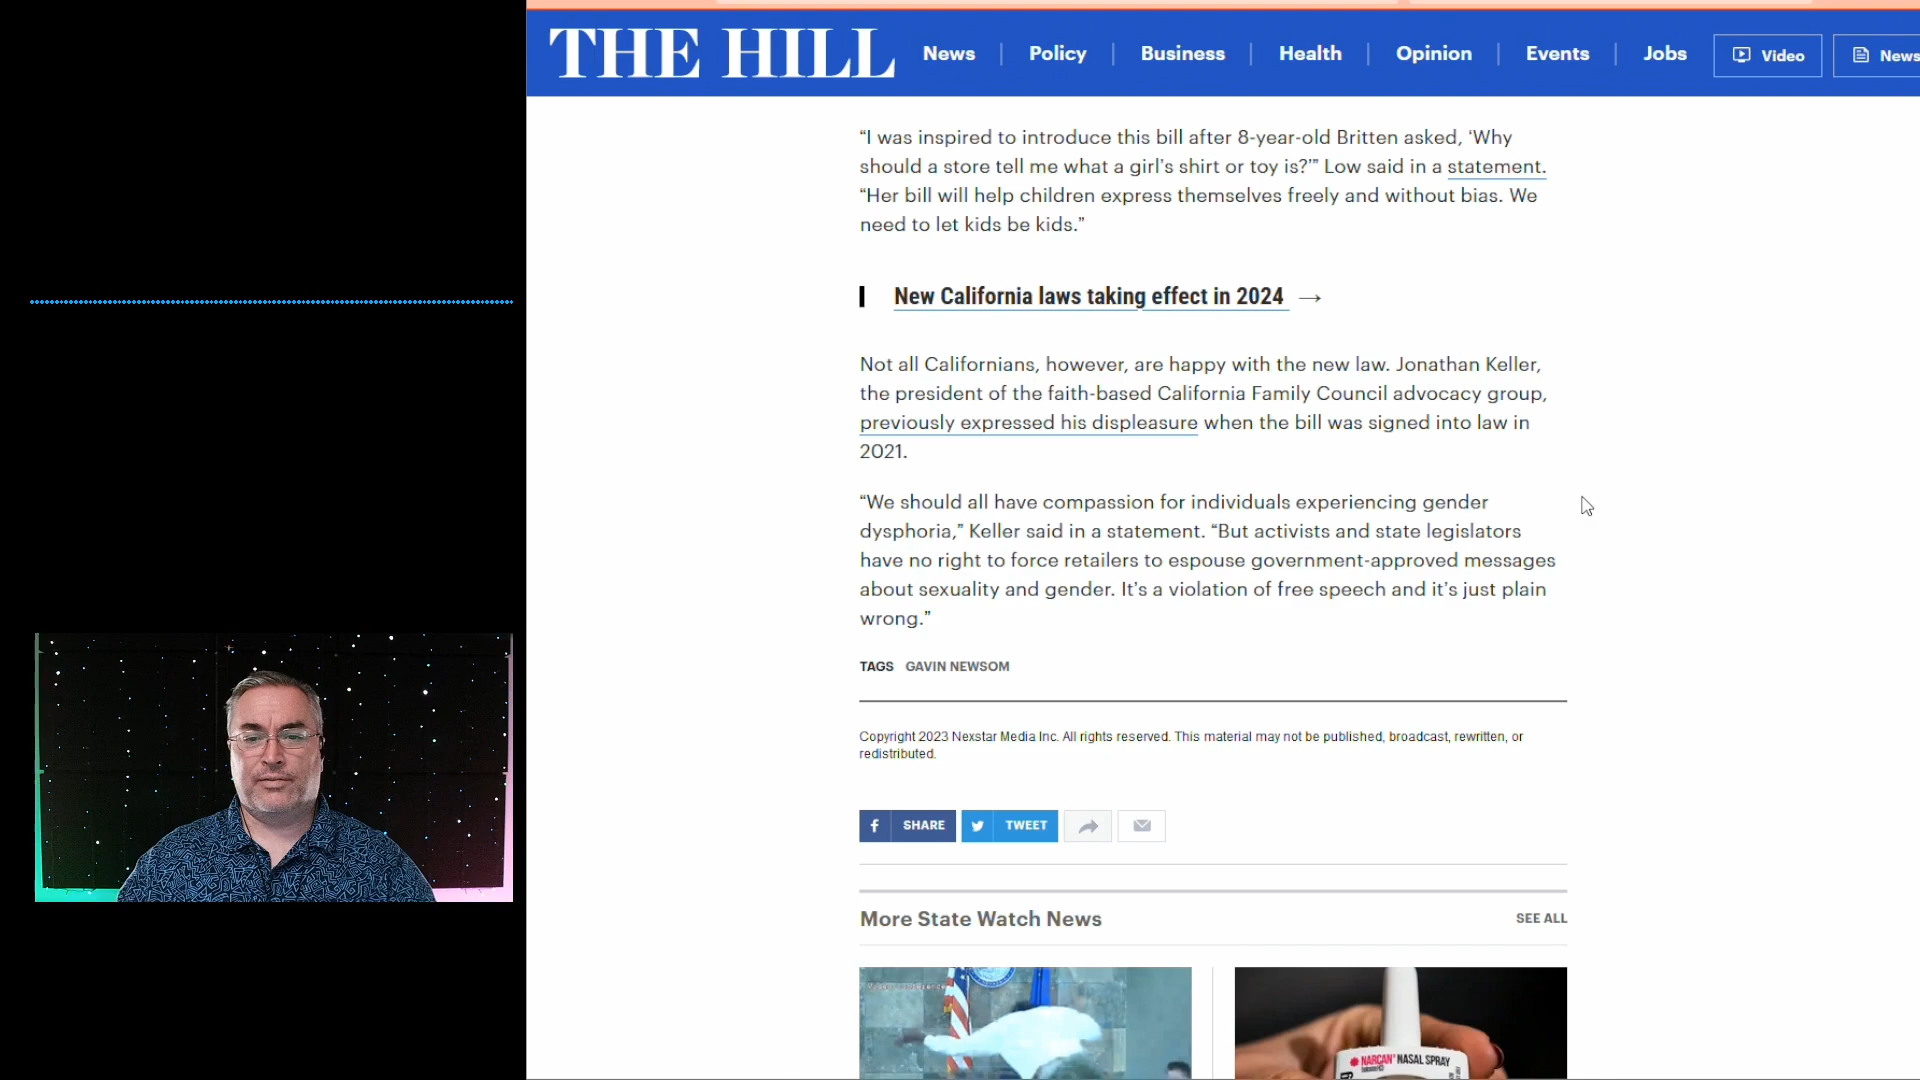 THE HILL
News
Policy
Business
Health
Opinion
Events
Jobs
Video
News
“I was inspired to introduce this bill after 8-year-old Britten asked, ‘Why
should a store tell me what a girl’s shirt or toy is?’” Low said in a statement.
“Her bill will help children express themselves freely and without bias. We
need to let kids be kids.”
New California laws taking effect in 2024 →
Not all Californians, however, are happy with the new law. Jonathan Keller,
the president of the faith-based California Family Council advocacy group,
previously expressed his displeasure when the bill was signed into law in
2021.
“We should all have compassion for individuals experiencing gender
dysphoria,” Keller said in a statement. “But activists and state legislators
have no right to force retailers to espouse government-approved messages
about sexuality and gender. It’s a violation of free speech and it’s just plain
wrong.”
TAGS GAVIN NEWSOM
Copyright 2023 Nexstar Media Inc. All rights reserved. This material may not be published, broadcast, rewritten, or
redistributed.
SHARE
TWEET
More State Watch News
SEE ALL
NARCAN® NASAL SPRAY